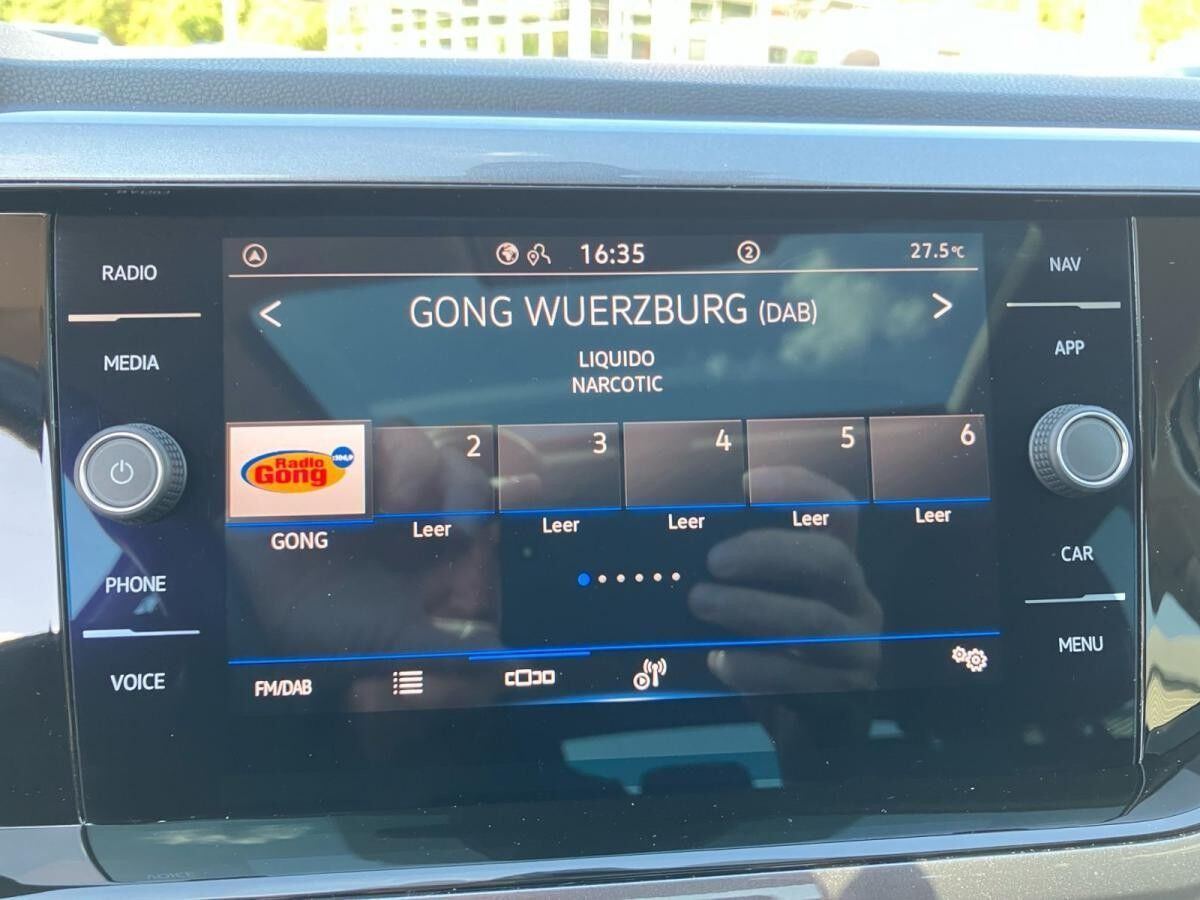 RADIO
MEDIA
PHONE
VOICE
16:35
2
27.5°C
< GONG WUERZBURG (DAB) >
LIQUIDO
NARCOTIC
Radio
Gong
2
3
4
5
6
GONG
Leer
Leer
Leer
Leer
Leer
FM/DAB
NAV
APP
CAR
MENU